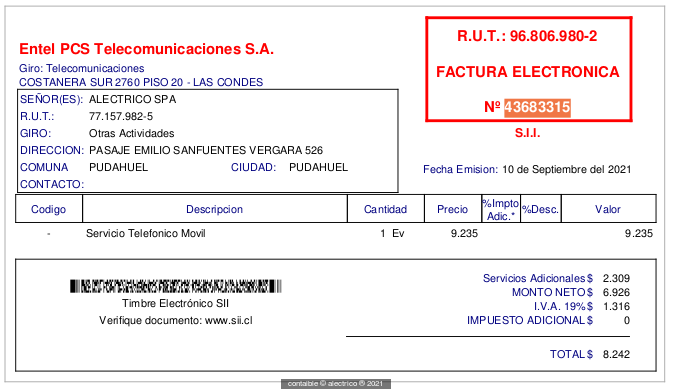 Entel PCS Telecomunicaciones S.A.
Giro: Telecomunicaciones
COSTANERA SUR 2760 PISO 20 - LAS CONDES
R.U.T.: 96.806.980-2
FACTURA ELECTRONICA
Nº 43683315
S.I.I.
SEÑOR(ES): ALECTRICO SPA
R.U.T.: 77.157.982-5
GIRO: Otras Actividades
DIRECCION: PASAJE EMILIO SANFUENTES VERGARA 526
COMUNA PUDAHUEL CIUDAD: PUDAHUEL
CONTACTO:
Fecha Emision: 10 de Septiembre del 2021
Codigo Descripcion Cantidad Precio %Impto Adic.* %Desc. Valor
- Servicio Telefonico Movil 1 Ev 9.235 9.235
Timbre Electrónico SII
Verifique documento: www.sii.cl
Servicios Adicionales $ 2.309
MONTO NETO $ 6.926
I.V.A. 19% $ 1.316
IMPUESTO ADICIONAL $ 0
TOTAL $ 8.242
contaible © alectrico ® 2021